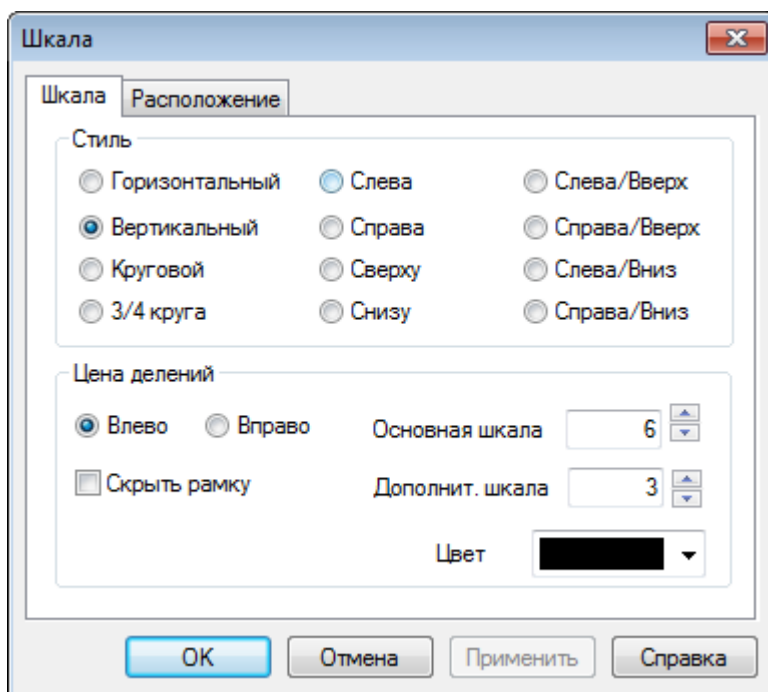 Шкала
Шкала Расположение
Стиль
Горизонтальный Слева Слева/Вверх
Вертикальный Справа Справа/Вверх
Круговой Сверху Слева/Вниз
3/4 круга Снизу Справа/Вниз
Цена делений
Влево Вправо Основная шкала 6
Скрыть рамку Дополнит. шкала 3
Цвет
OK Отмена Применить Справка